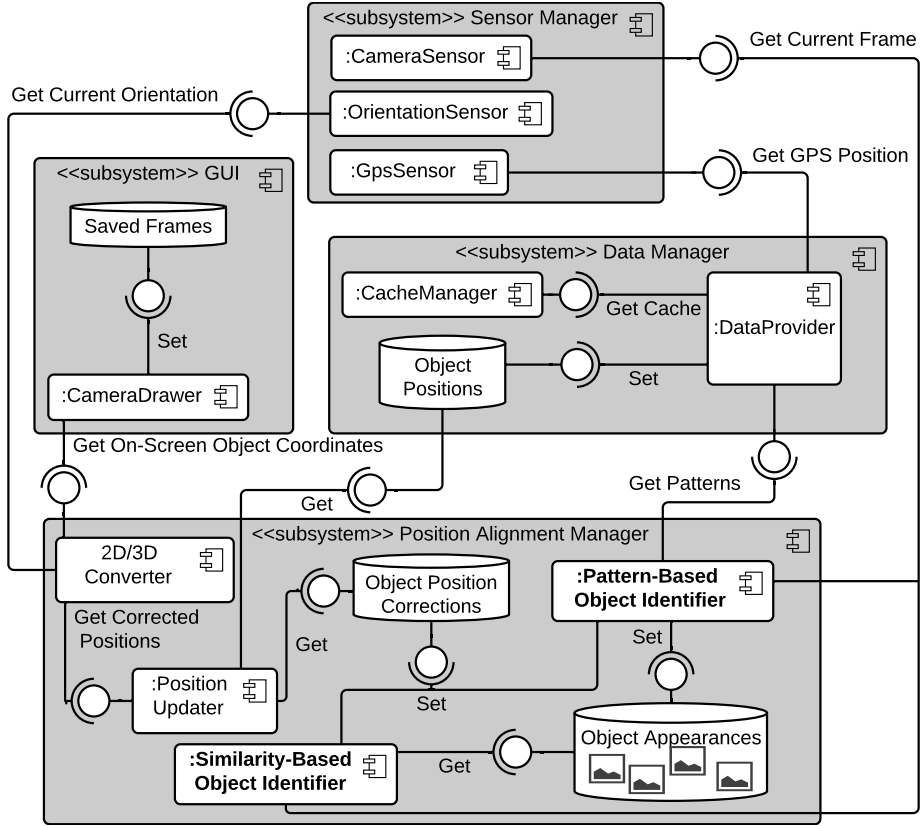 <<subsystem>> Sensor Manager
:CameraSensor
Get Current Frame
Get Current Orientation
:OrientationSensor
:GpsSensor
Get GPS Position
<<subsystem>> GUI
Saved Frames
Set
:CameraDrawer
<<subsystem>> Data Manager
:CacheManager
Get Cache
:DataProvider
Object
Positions
Set
Get On-Screen Object Coordinates
Get
Get Patterns
<<subsystem>> Position Alignment Manager
2D/3D
Converter
Get Corrected
Positions
Object Position
Corrections
Get
:Pattern-Based
Object Identifier
Set
:Position
Updater
Set
Object Appearances
:Similarity-Based
Object Identifier
Get